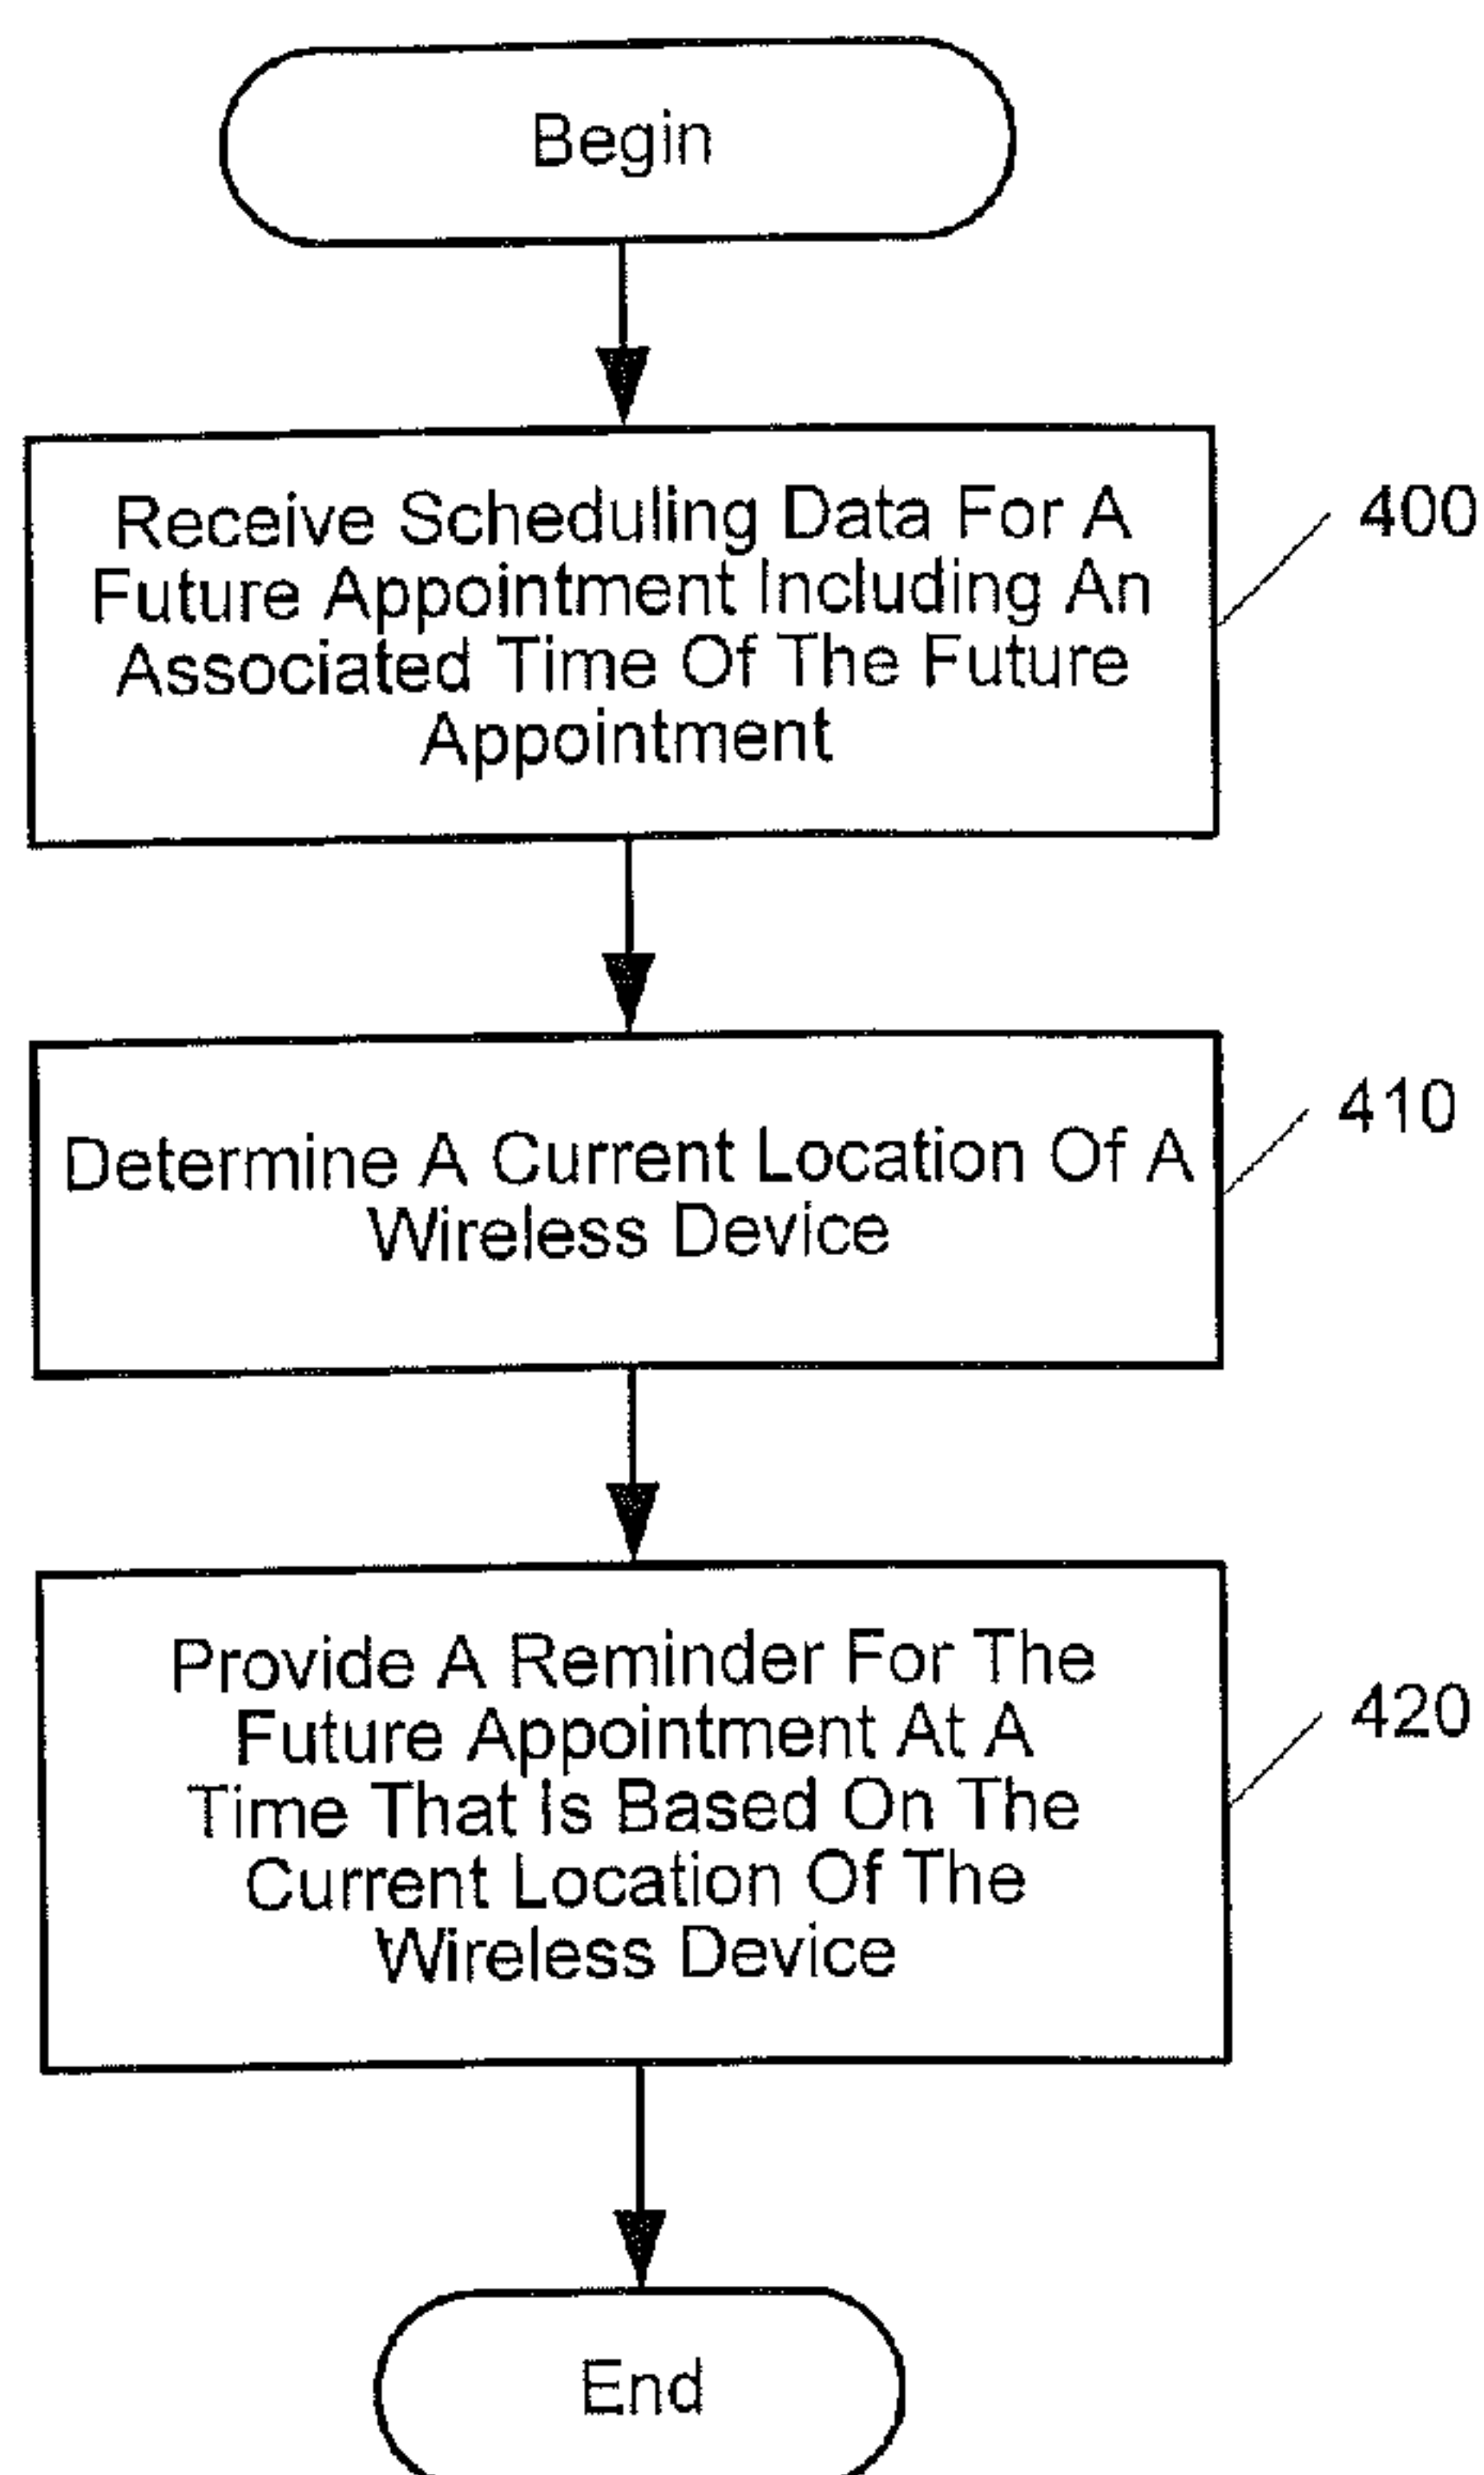 Begin
Receive Scheduling Data For A
Future Appointment Including An
Associated Time Of The Future
Appointment
400
Determine A Current Location Of A
Wireless Device
410
Provide A Reminder For The
Future Appointment At A
Time That Is Based On The
Current Location Of The
Wireless Device
420
End